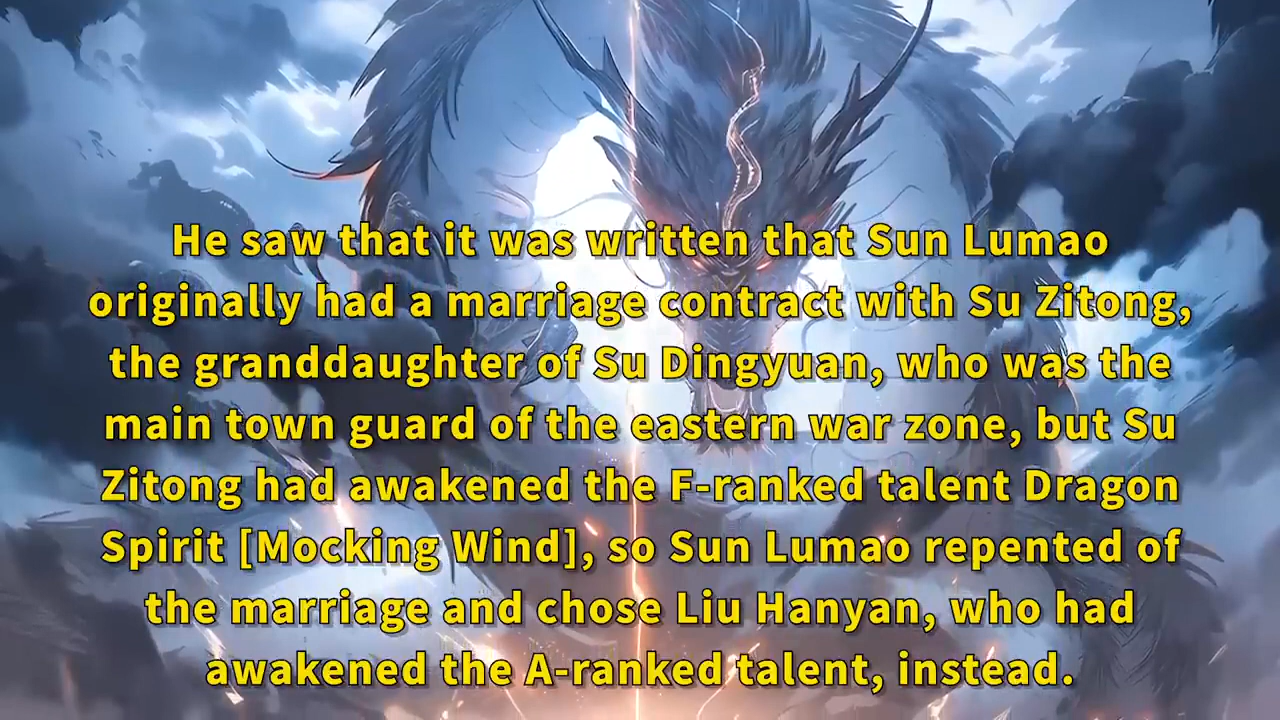 He saw that it was written that Sun Lumao
originally had a marriage contract with Su Zitong,
the granddaughter of Su Dingyuan, who was the
main town guard of the eastern war zone, but Su
Zitong had awakened the F-ranked talent Dragon
Spirit [Mocking Wind], so Sun Lumao repented of
the marriage and chose Liu Hanyan, who had
awakened the A-ranked talent, instead.